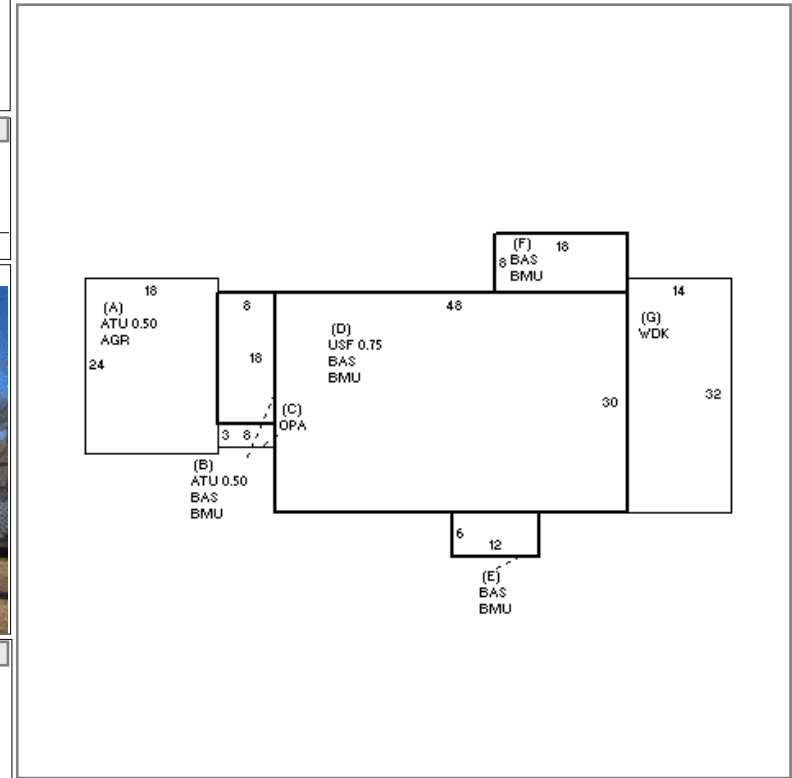 (F) 18
8 BAS
BMU
18
(A)
ATU 0.50
AGR
24
8
18
48
(D)
USF 0.75
BAS
BMU
30
14
(G)
WDK
32
(C)
OPA
3 8
(B)
ATU 0.50
BAS
BMU
6
12
(E)
BAS
BMU